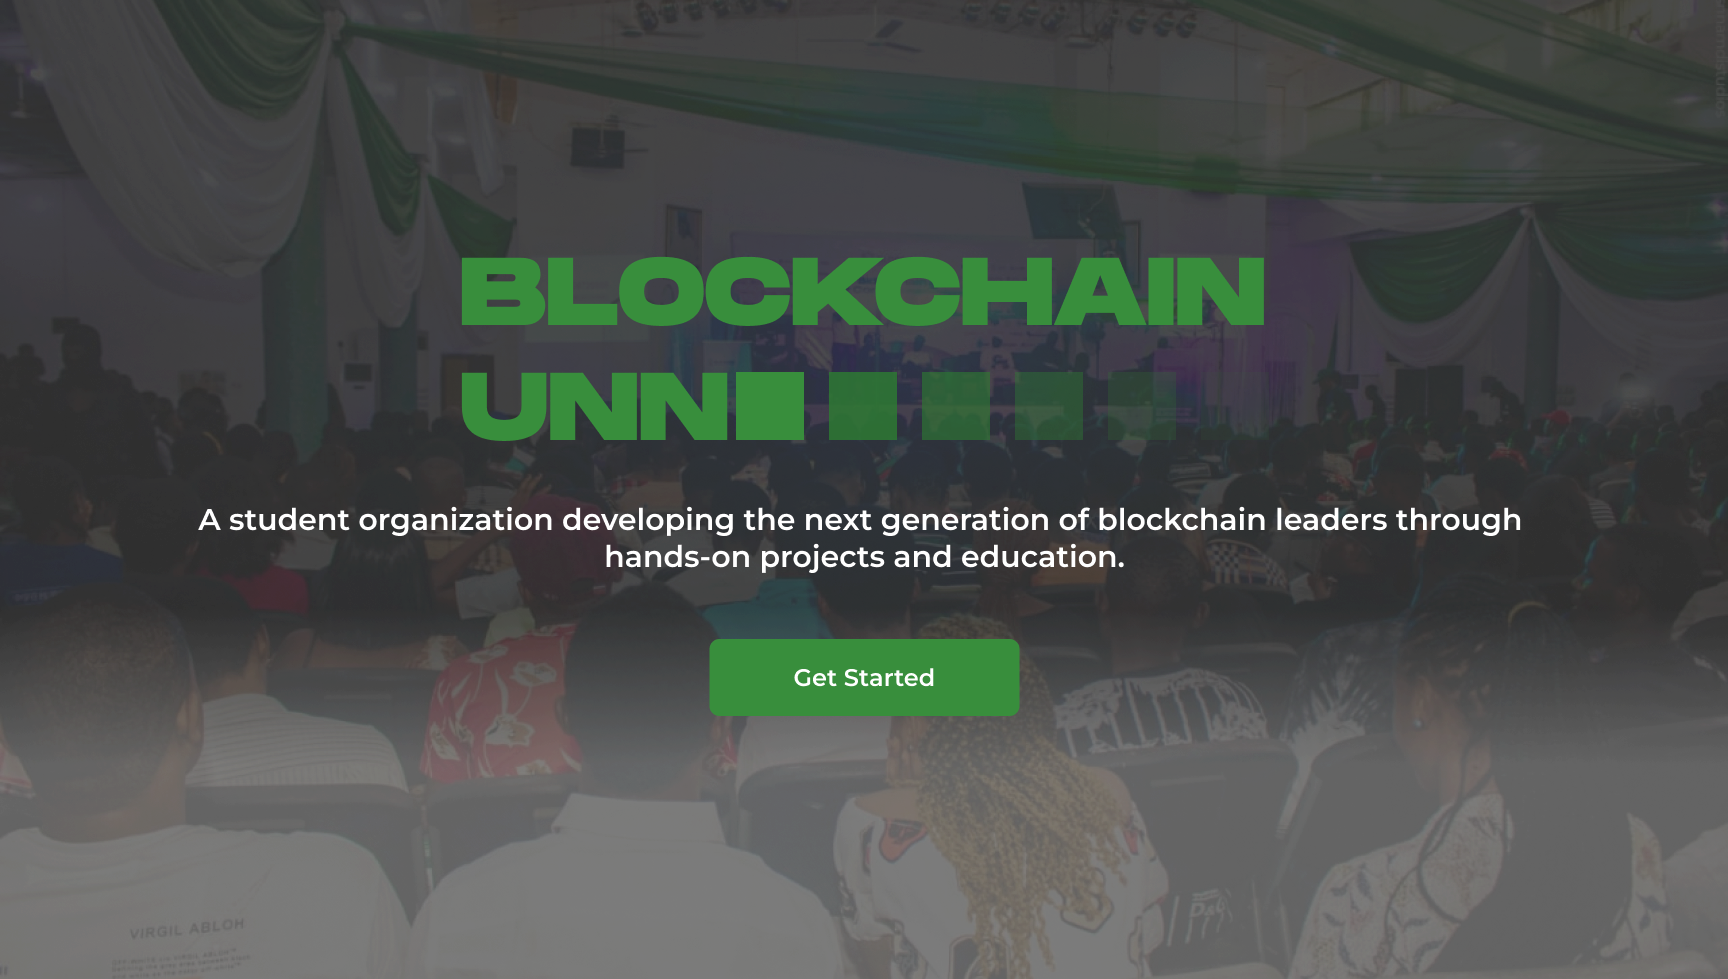 BLOCKCHAIN
UNN
A student organization developing the next generation of blockchain leaders through
hands-on projects and education.
Get Started
VIRGIL ABLOH